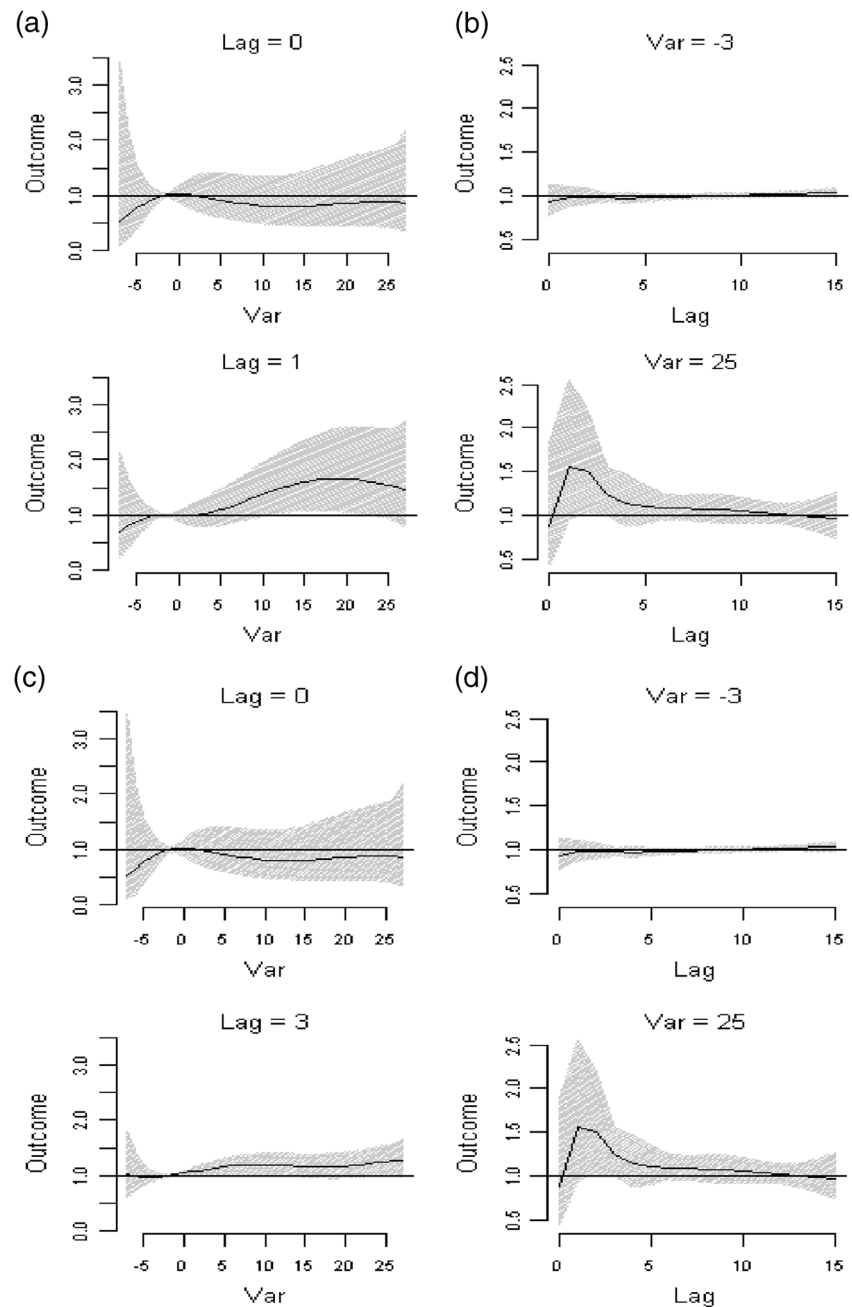 (a)
Lag = 0
Outcome
0.0 1.0 2.0 3.0
-5 0 5 10 15 20 25
Var
Lag = 1
Outcome
0.0 1.0 2.0 3.0
-5 0 5 10 15 20 25
Var
(b)
Var = -3
Outcome
0.5 1.0 1.5 2.0 2.5
0 5 10 15
Lag
Var = 25
Outcome
0.5 1.0 1.5 2.0 2.5
0 5 10 15
Lag
(c)
Lag = 0
Outcome
0.0 1.0 2.0 3.0
-5 0 5 10 15 20 25
Var
Lag = 3
Outcome
0.0 1.0 2.0 3.0
-5 0 5 10 15 20 25
Var
(d)
Var = -3
Outcome
0.5 1.0 1.5 2.0 2.5
0 5 10 15
Lag
Var = 25
Outcome
0.5 1.0 1.5 2.0 2.5
0 5 10 15
Lag